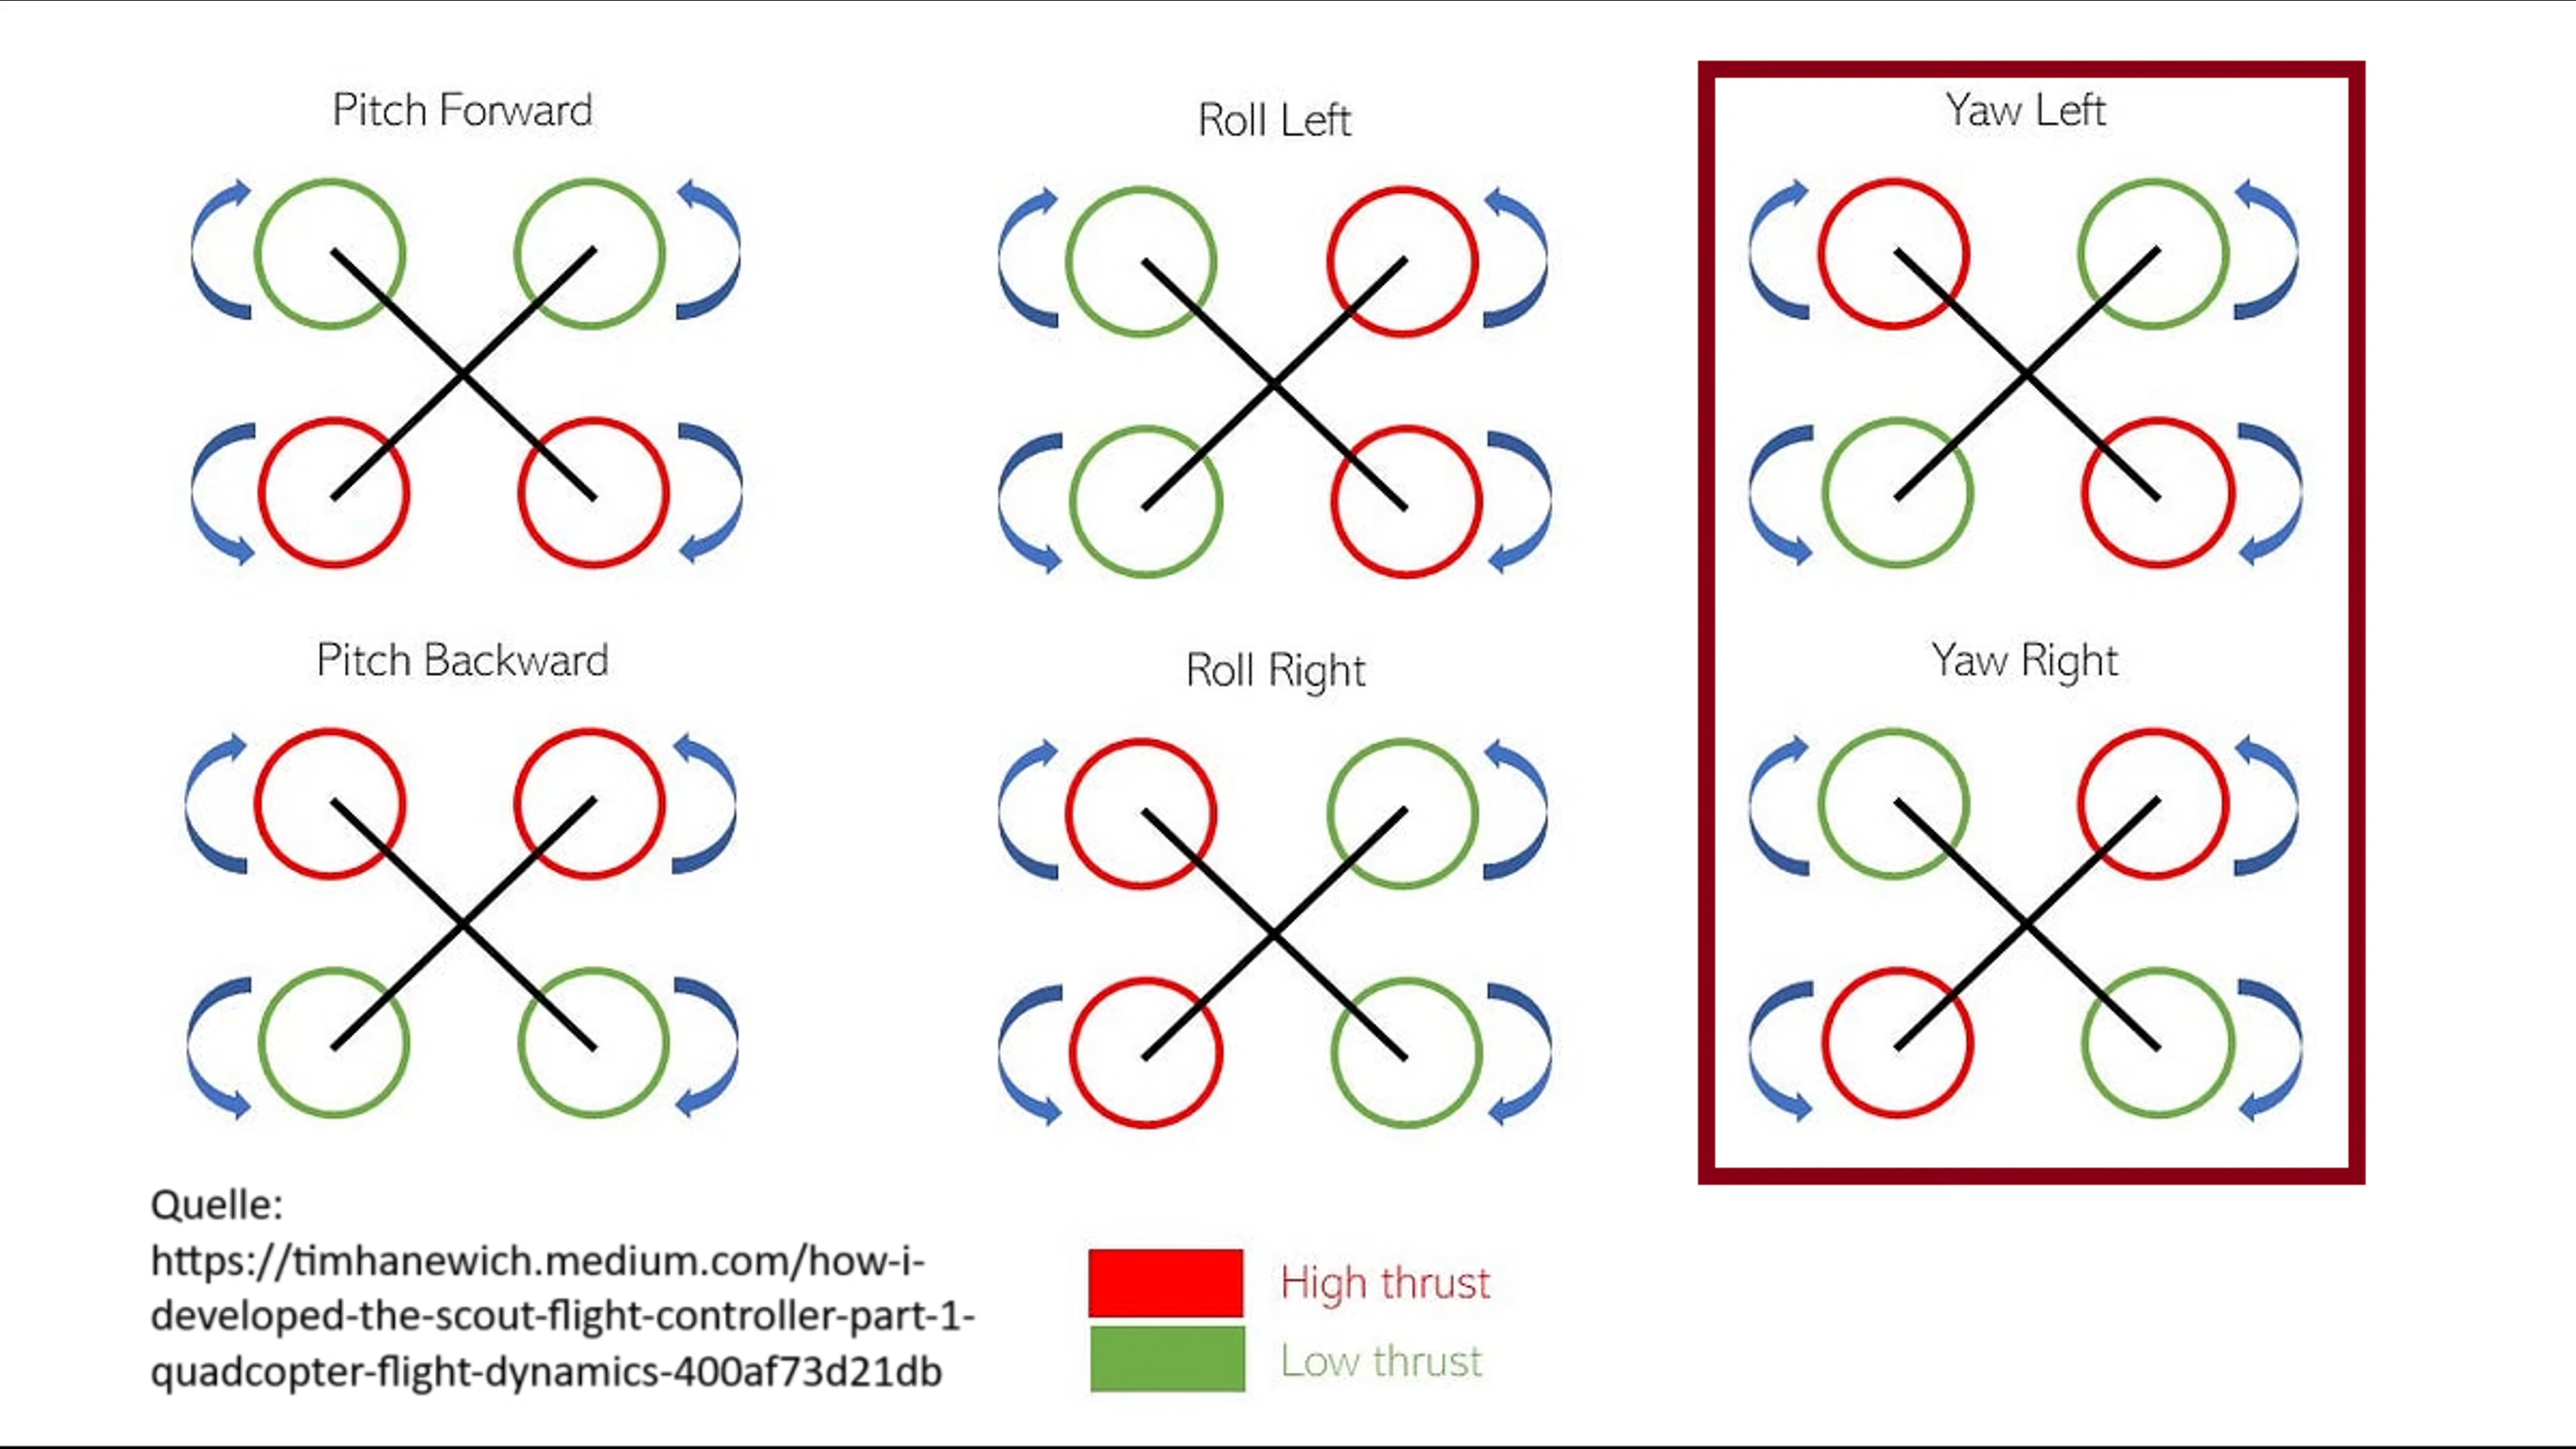 Pitch Forward
Roll Left
Yaw Left
Pitch Backward
Roll Right
Yaw Right
Quelle:
https://timhanewich.medium.com/how-i-
developed-the-scout-flight-controller-part-1-
quadcopter-flight-dynamics-400af73d21db
High thrust
Low thrust